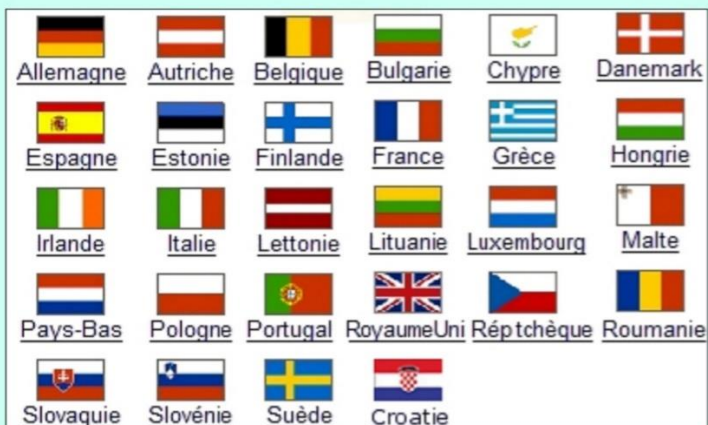 Allemagne Autriche Belgique Bulgarie Chypre Danemark
Espagne Estonie Finlande France Grèce Hongrie
Irlande Italie Lettonie Lituanie Luxembourg Malte
Pays-Bas Pologne Portugal RoyaumeUni Rép tchèque Roumanie
Slovaquie Slovénie Suède Croatie